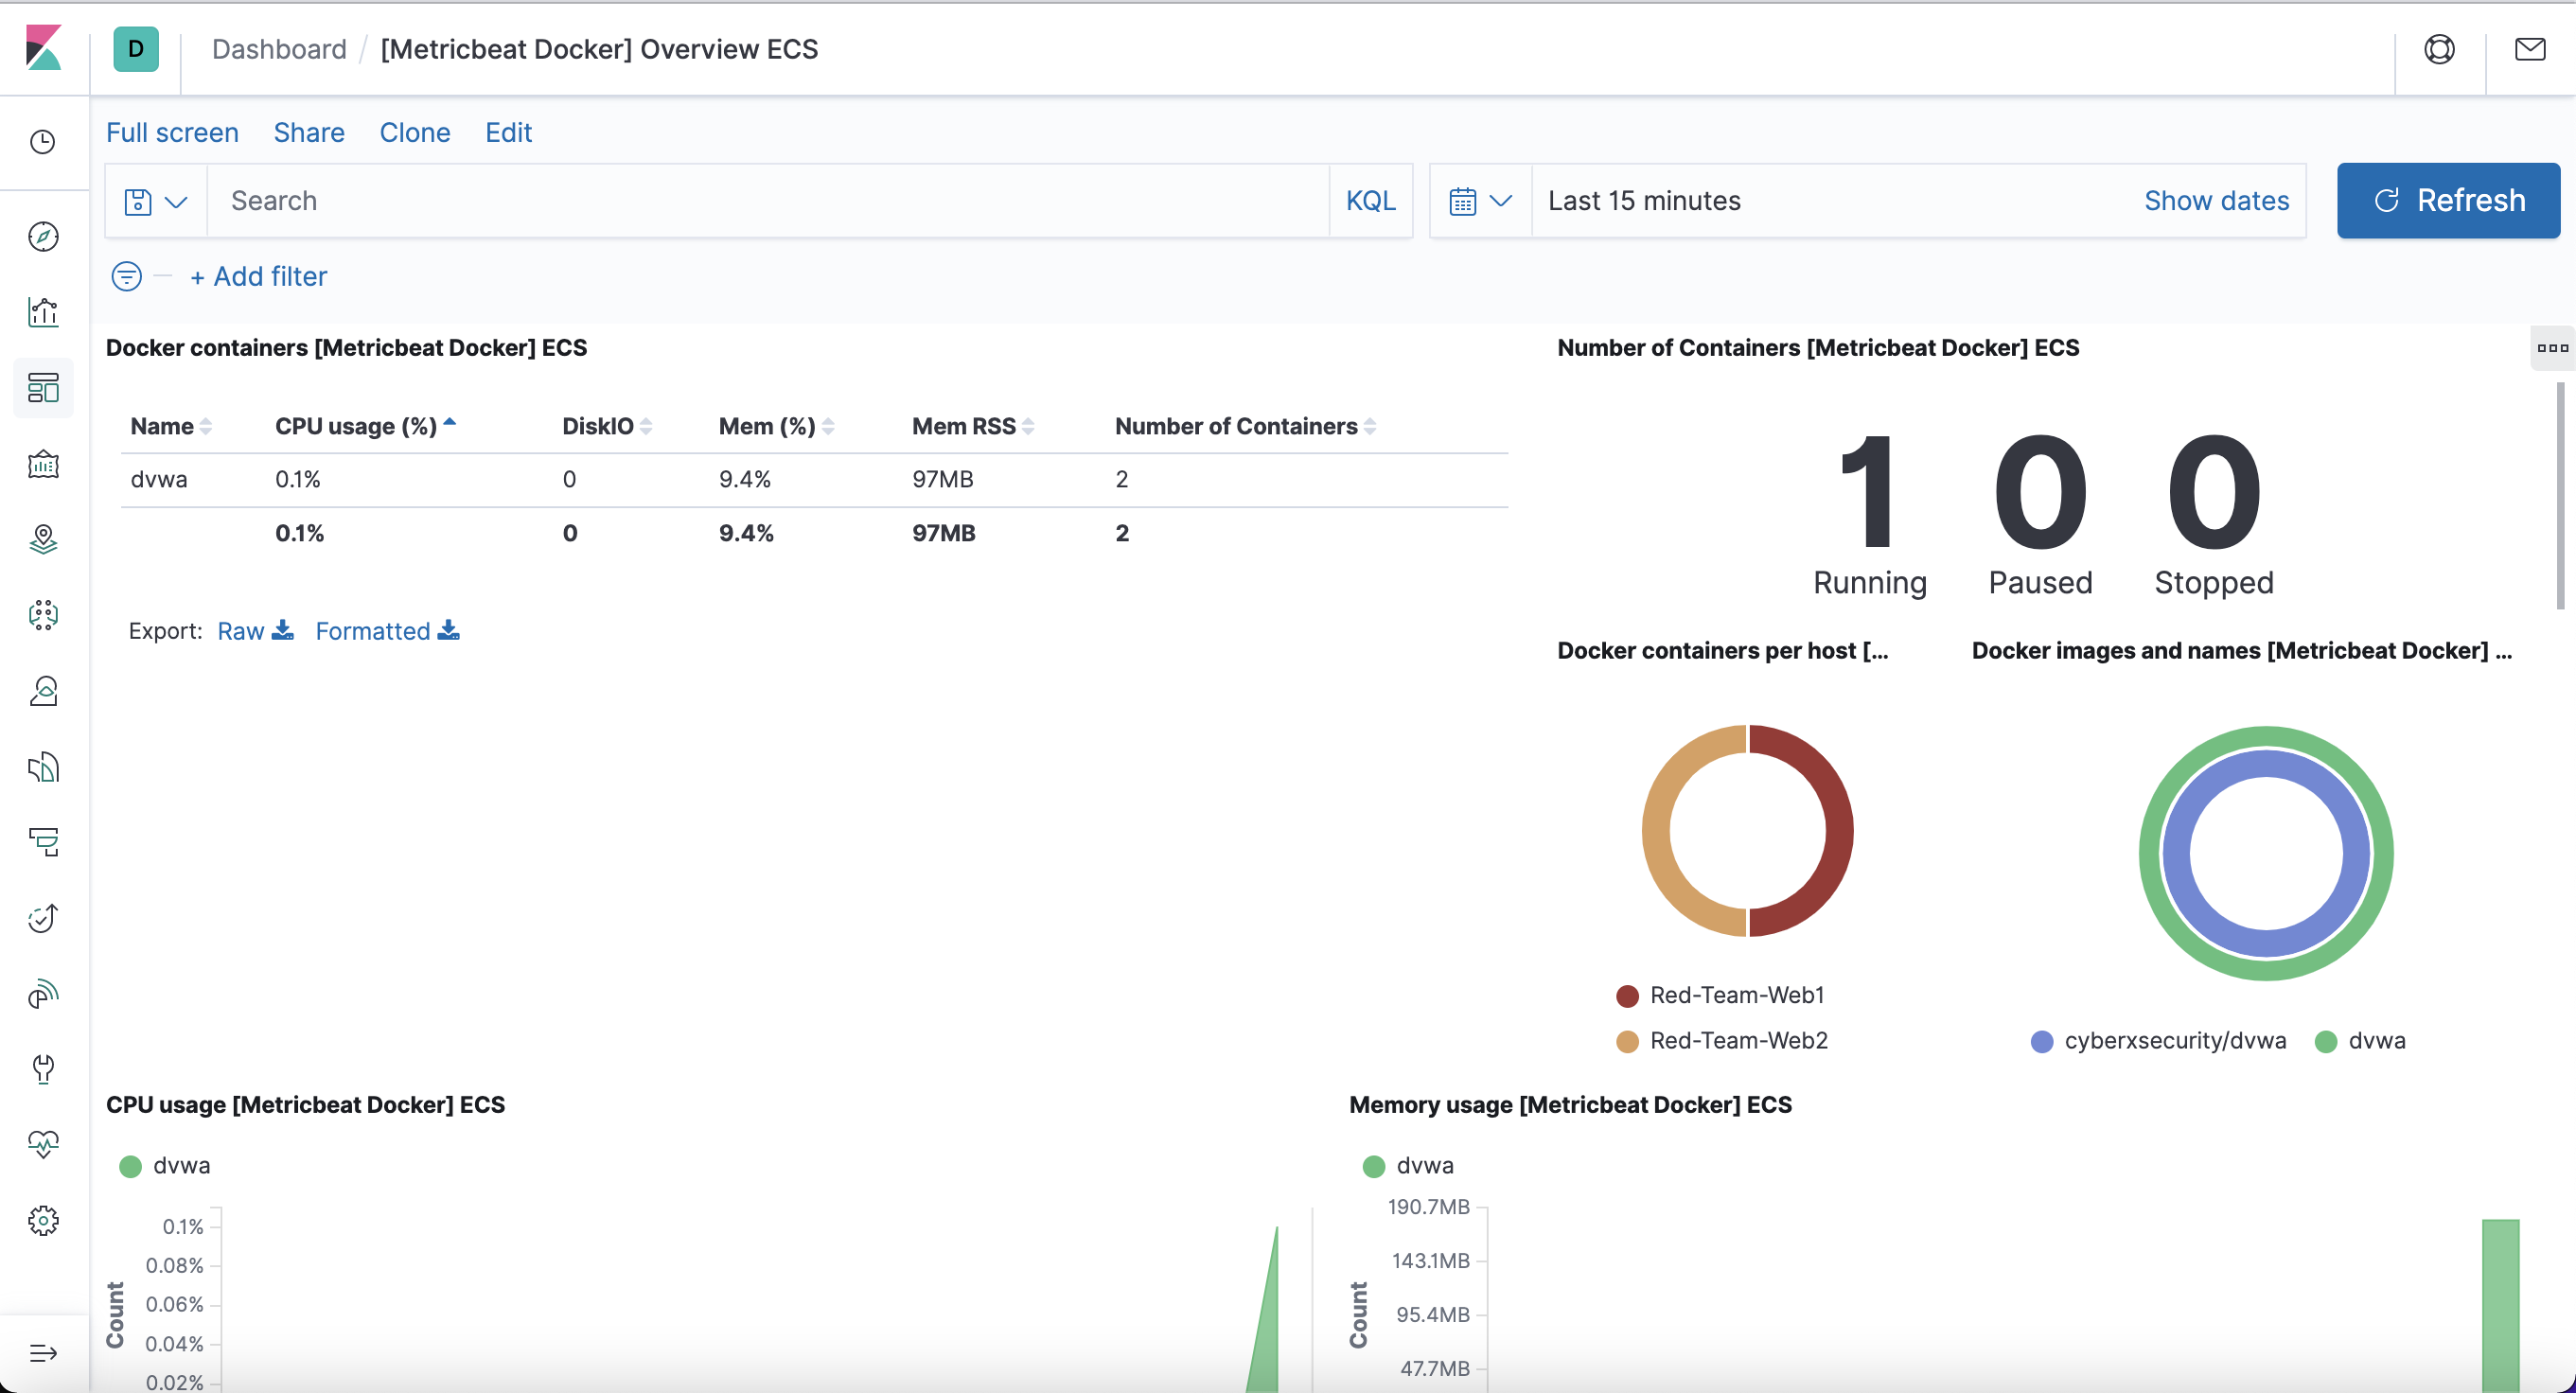 D
Dashboard / [Metricbeat Docker] Overview ECS
Full screen Share Clone Edit
Search KQL Last 15 minutes Show dates Refresh
+ Add filter
Docker containers [Metricbeat Docker] ECS
Name CPU usage (%) DiskIO Mem (%) Mem RSS Number of Containers
dvwa 0.1% 0 9.4% 97MB 2
0.1% 0 9.4% 97MB 2
Export: Raw Formatted
Number of Containers [Metricbeat Docker] ECS
1 0 0
Running Paused Stopped
Docker containers per host [...
Red-Team-Web1
Red-Team-Web2
Docker images and names [Metricbeat Docker] ...
cyberxsecurity/dvwa dvwa
CPU usage [Metricbeat Docker] ECS
dvwa
0.1%
0.08%
0.06%
0.04%
0.02%
Count
Memory usage [Metricbeat Docker] ECS
dvwa
190.7MB
143.1MB
95.4MB
47.7MB
Count